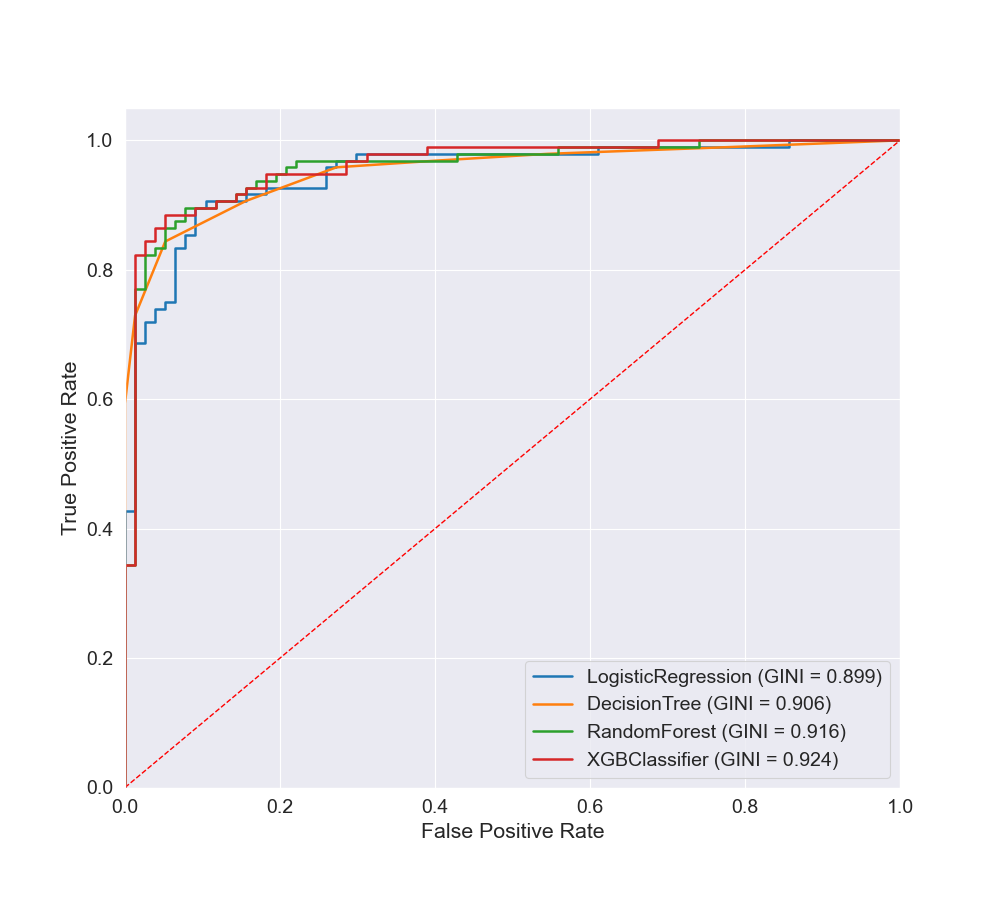 1.0
0.8
0.6
0.4
0.2
0.0
True Positive Rate
LogisticRegression (GINI = 0.899)
DecisionTree (GINI = 0.906)
RandomForest (GINI = 0.916)
XGBClassifier (GINI = 0.924)
0.0 0.2 0.4 0.6 0.8 1.0
False Positive Rate